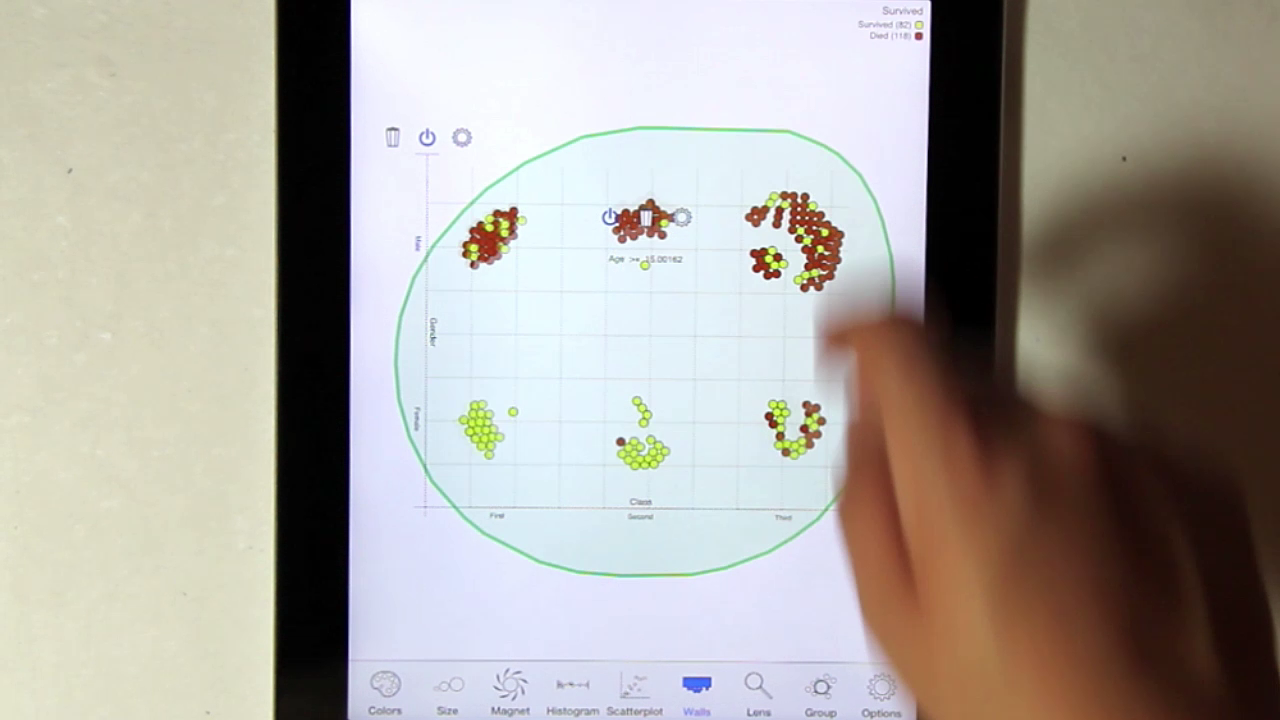 Survived
Survived (82)
Died (118)
Male
Age >= 15.00162
Gender
Female
Class
First
Second
Third
Colors
Size
Magnet
Histogram
Scatterplot
Walls
Lens
Group
Options